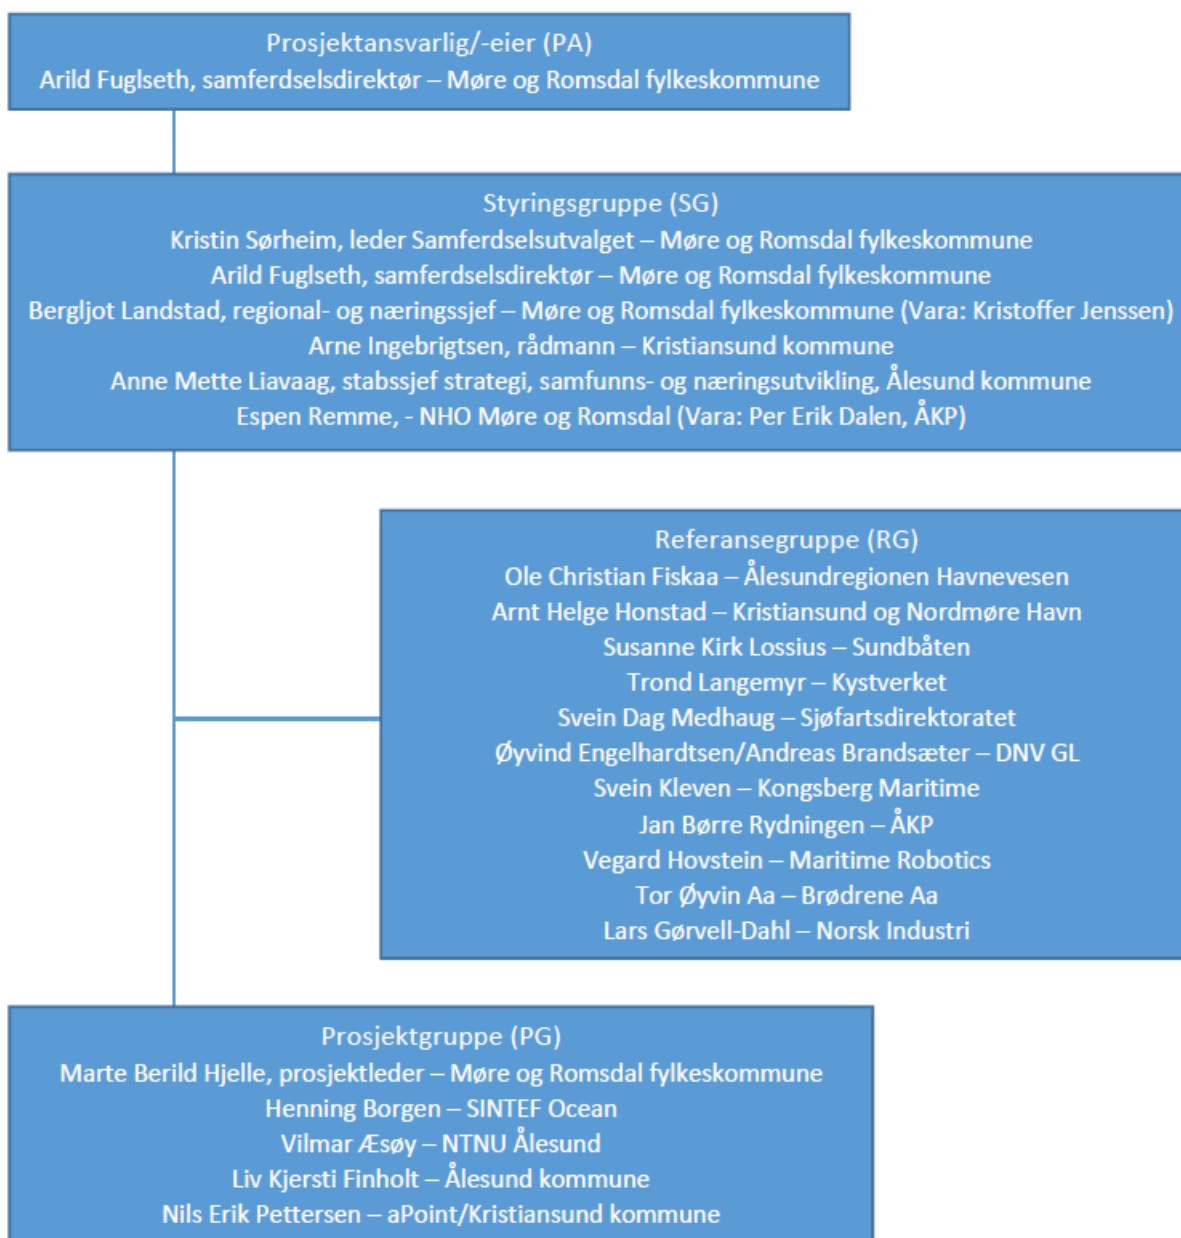 Prosjektansvarlig/-eier (PA)
Arild Fuglseth, samferdselsdirektør – Møre og Romsdal fylkeskommune
Styringsgruppe (SG)
Kristin Sørheim, leder Samferdselsutvalget – Møre og Romsdal fylkeskommune
Arild Fuglseth, samferdselsdirektør – Møre og Romsdal fylkeskommune
Bergljot Landstad, regional- og næringssjef – Møre og Romsdal fylkeskommune (Vara: Kristoffer Jenssen)
Arne Ingebrigtsen, rådmann – Kristiansund kommune
Anne Mette Liavaag, stabssjef strategi, samfunns- og næringsutvikling, Ålesund kommune
Espen Remme, - NHO Møre og Romsdal (Vara: Per Erik Dalen, ÅKP)
Referansegruppe (RG)
Ole Christian Fiskaa – Ålesundregionen Havnevesen
Arnt Helge Honstad – Kristiansund og Nordmøre Havn
Susanne Kirk Lossius – Sundbåten
Trond Langemyr – Kystverket
Svein Dag Medhaug – Sjøfartsdirektoratet
Øyvind Engelhardtsen/Andreas Brandsæter – DNV GL
Svein Kleven – Kongsberg Maritime
Jan Børre Rydningen – ÅKP
Vegard Hovstein – Maritime Robotics
Tor Øyvin Aa – Brødrene Aa
Lars Gørvell-Dahl – Norsk Industri
Prosjektgruppe (PG)
Marte Berild Hjelle, prosjektleder – Møre og Romsdal fylkeskommune
Henning Borgen – SINTEF Ocean
Vilmar Æsøy – NTNU Ålesund
Liv Kjersti Finholt – Ålesund kommune
Nils Erik Pettersen – aPoint/Kristiansund kommune